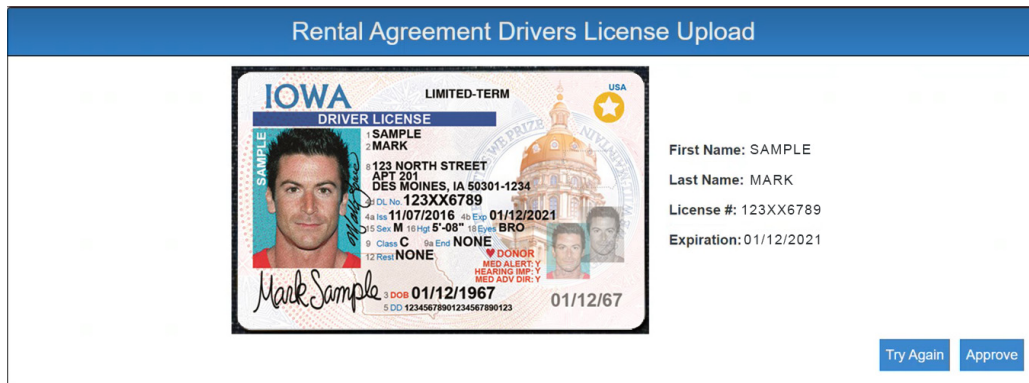 Rental Agreement Drivers License Upload
IOWA
LIMITED-TERM
USA
DRIVER LICENSE
SAMPLE
1 SAMPLE
2 MARK
8 123 NORTH STREET
APT 201
DES MOINES, IA 50301-1234
4d DL No. 123XX6789
4a Iss 11/07/2016 4b Exp 01/12/2021
15 Sex M 16 Hgt 5'-08" 18 Eyes BRO
9 Class C 9a End NONE
12 Rest NONE
DONOR
MED ALERT: Y
HEARING IMP: Y
MED ADV DIR: Y
Mark Sample
3 DOB 01/12/1967
5 DD 12345678901234567890123
01/12/67
First Name: SAMPLE
Last Name: MARK
License #: 123XX6789
Expiration: 01/12/2021
Try Again
Approve